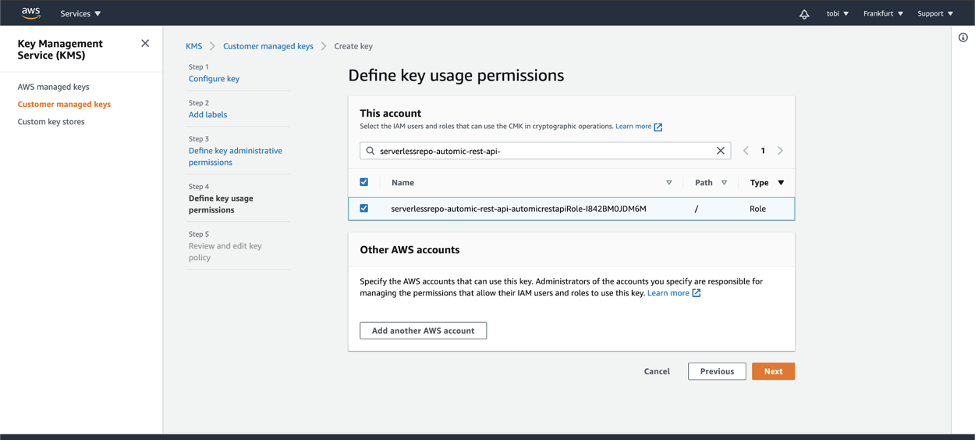 aws
Services
tobi
Frankfurt
Support
Key Management
Service (KMS)
AWS managed keys
Customer managed keys
Custom key stores
KMS
Customer managed keys
Create key
Step 1
Configure key
Step 2
Add labels
Step 3
Define key administrative
permissions
Step 4
Define key usage
permissions
Step 5
Review and edit key
policy
Define key usage permissions
This account
Select the IAM users and roles that can use the CMK in cryptographic operations. Learn more
serverlessrepo-automic-rest-api-
1
Name
Path
Type
serverlessrepo-automic-rest-api-automicrestapiRole-I842BM0JDM6M
/
Role
Other AWS accounts
Specify the AWS accounts that can use this key. Administrators of the accounts you specify are responsible for
managing the permissions that allow their IAM users and roles to use this key. Learn more
Add another AWS account
Cancel
Previous
Next